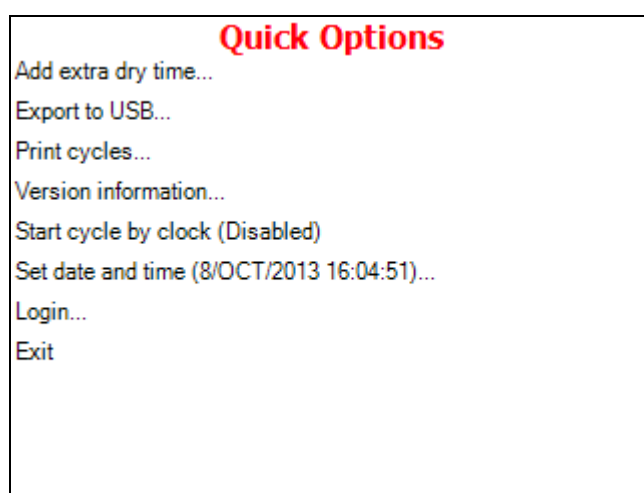 Quick Options
Add extra dry time...
Export to USB...
Print cycles...
Version information...
Start cycle by clock (Disabled)
Set date and time (8/OCT/2013 16:04:51)...
Login...
Exit